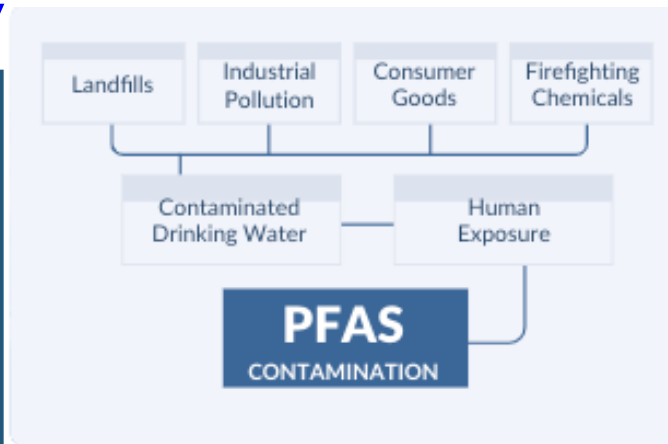 Landfills
Industrial
Pollution
Consumer
Goods
Firefighting
Chemicals
Contaminated
Drinking Water
Human
Exposure
PFAS
CONTAMINATION